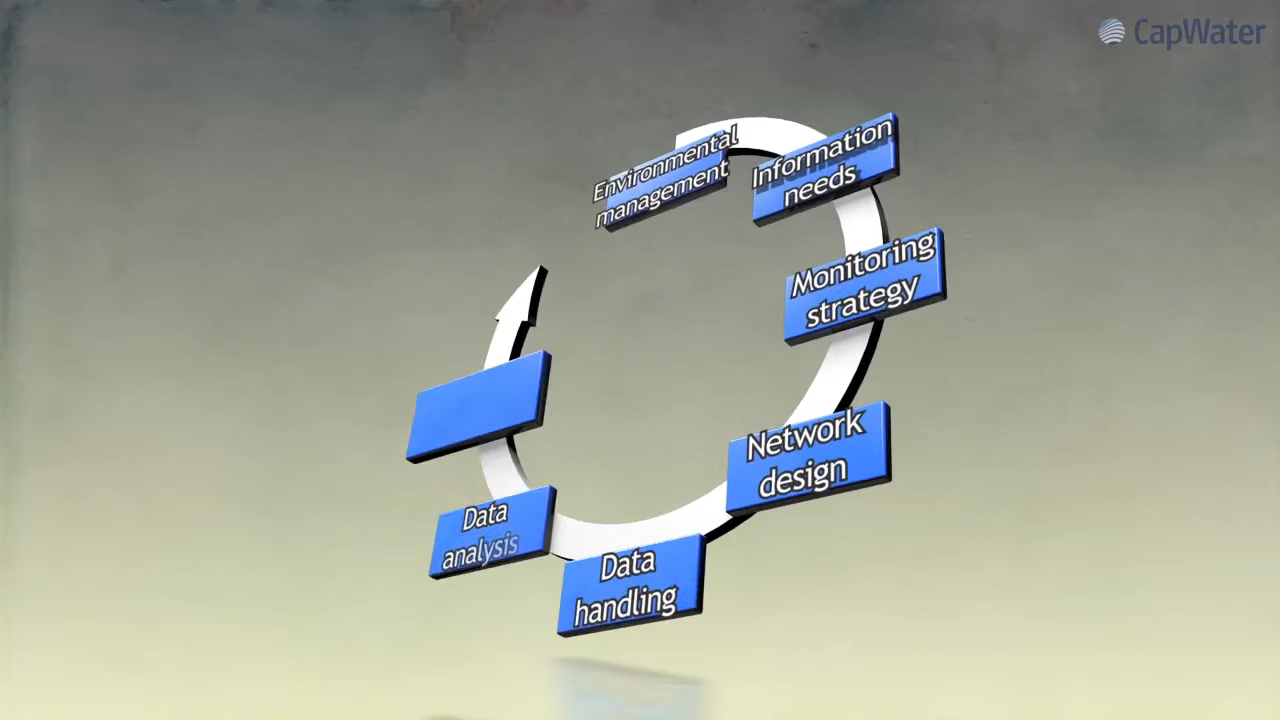 CapWater
Environmental
management
Information
needs
Monitoring
strategy
Network
design
Data
handling
Data
analysis